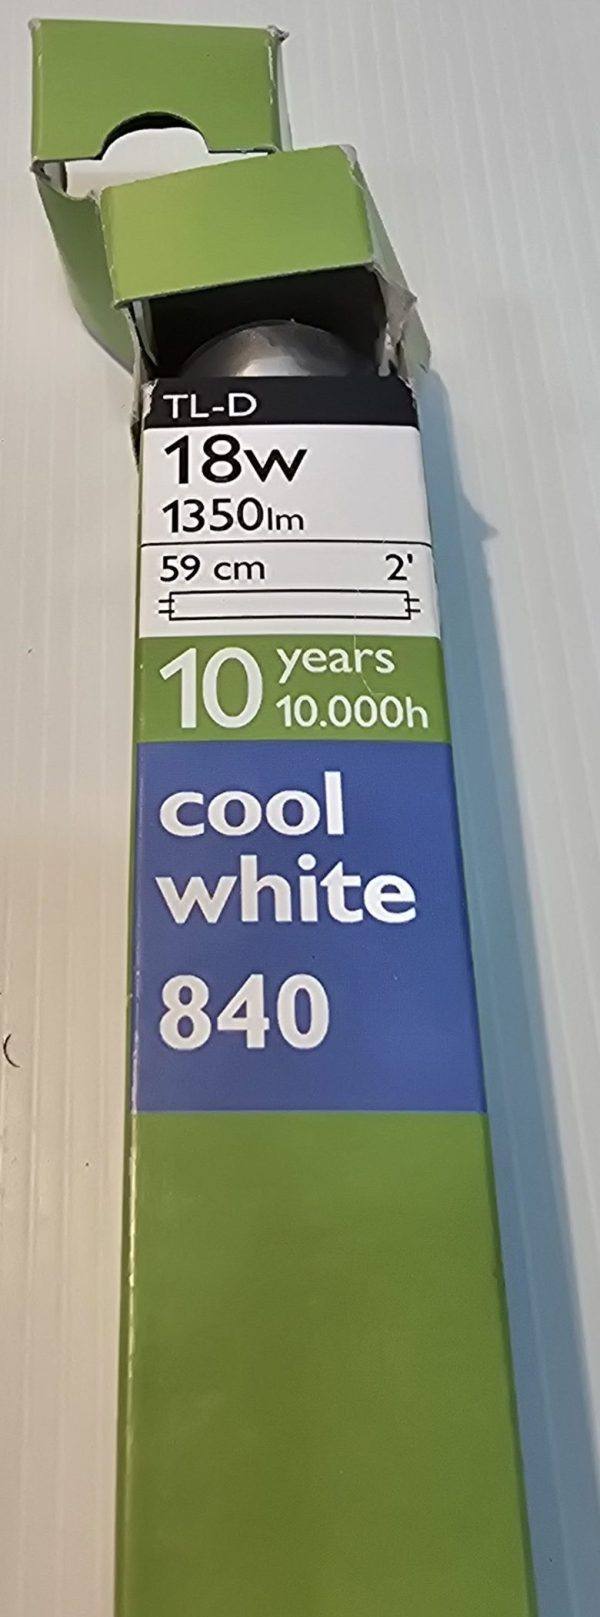 TL-D
18w
1350lm
59 cm 2'
10 years
10.000h
cool
white
840